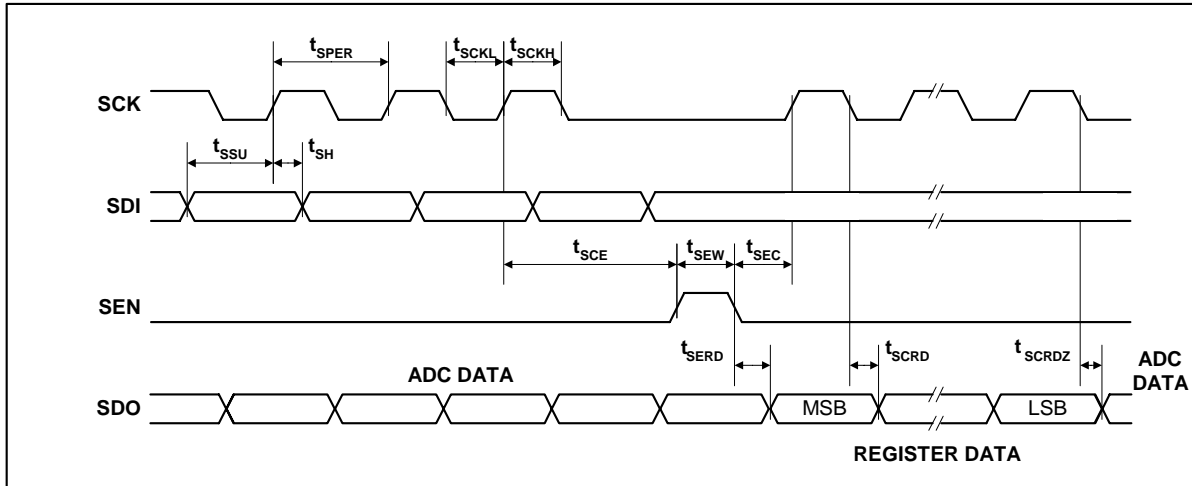 tSPER
tSCKL
tSCKH
SCK
tSSU
tSH
SDI
tSCE
tSEW
tSEC
SEN
tSERD
tSCRD
tSCRDZ
ADC DATA
ADC DATA
SDO
MSB
LSB
REGISTER DATA